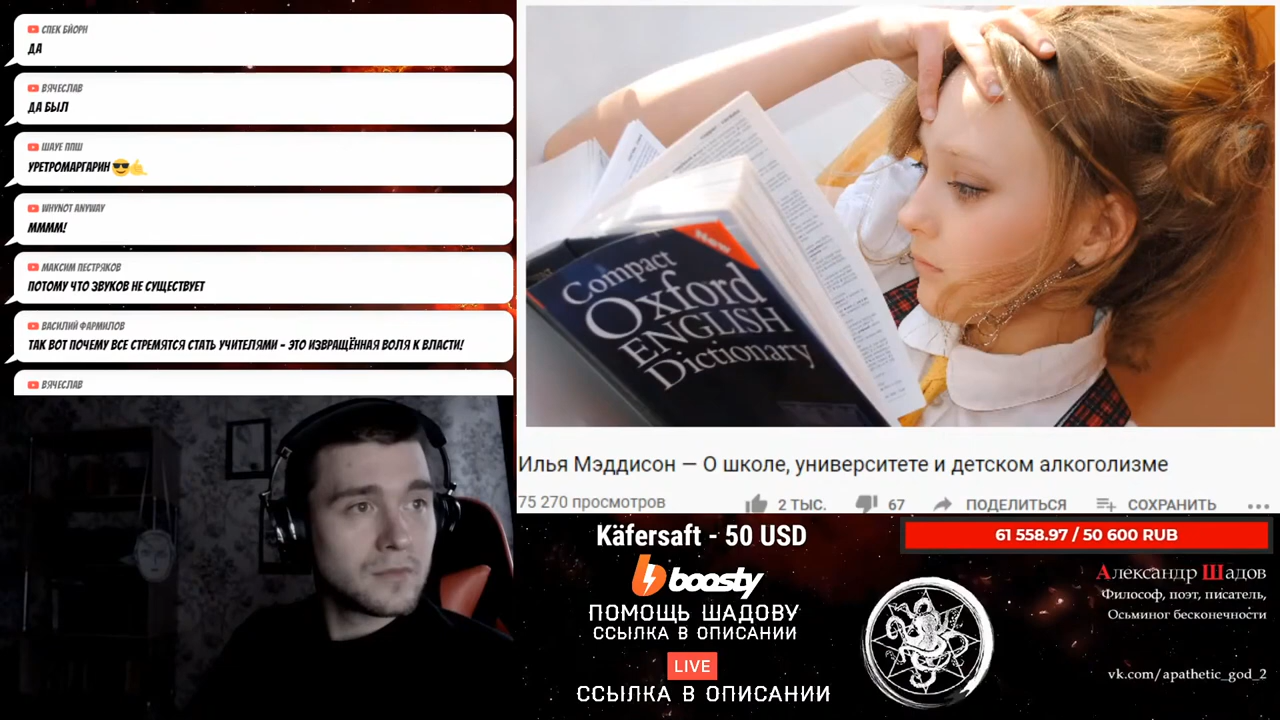 СПЕК БЙОРН
ДА
ВЯЧЕСЛАВ
ДА БЫЛ
ШАУЕ ППШ
УРЕТРОМАРГАРИН😎🤙
WHYNOT ANYWAY
ММММ!
МАКСИМ ПЕСТРЯКОВ
ПОТОМУ ЧТО ЗВУКОВ НЕ СУЩЕСТВУЕТ
ВАСИЛИЙ ФАРМИЛОВ
ТАК ВОТ ПОЧЕМУ ВСЕ СТРЕМЯТСЯ СТАТЬ УЧИТЕЛЯМИ - ЭТО ИЗВРАЩЁННАЯ ВОЛЯ К ВЛАСТИ!
ВЯЧЕСЛАВ
New
Compact
Oxford
ENGLISH
Dictionary
Илья Мэддисон — О школе, университете и детском алкоголизме
75 270 просмотров
2 ТЫС.
67
ПОДЕЛИТЬСЯ
СОХРАНИТЬ
Käfersaft - 50 USD
boosty
ПОМОЩЬ ШАДОВУ
ССЫЛКА В ОПИСАНИИ
LIVE
ССЫЛКА В ОПИСАНИИ
61 558.97 / 50 600 RUB
Александр Шадов
Философ, поэт, писатель,
Осьминог бесконечности
vk.com/apathetic_god_2